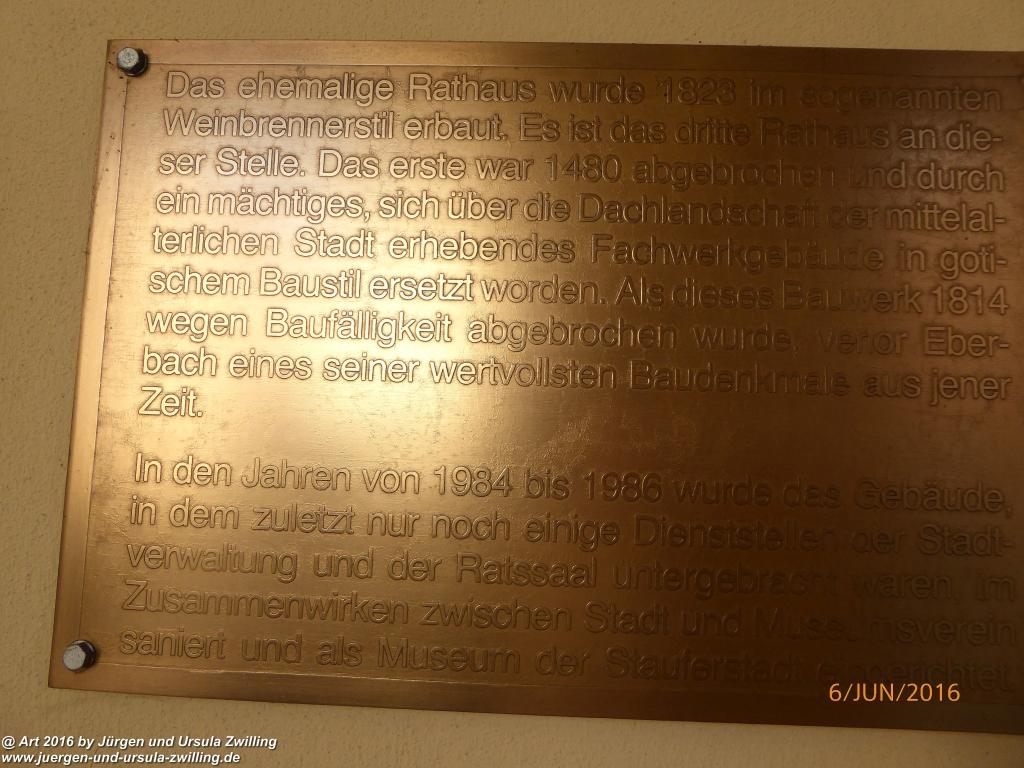 Das ehemalige Rathaus wurde 1823 im sogenannten
Weinbrennerstil erbaut. Es ist das dritte Rathaus an die-
ser Stelle. Das erste war 1480 abgebrochen und durch
ein mächtiges, sich über die Dachlandschaft der mittelal-
terlichen Stadt erhebendes Fachwerkgebäude in goti-
schem Baustil ersetzt worden. Als dieses Bauwerk 1814
wegen Baufälligkeit abgebrochen wurde, verlor Eber-
bach eines seiner wertvollsten Baudenkmale aus jener
Zeit.
In den Jahren von 1984 bis 1986 wurde das Gebäude,
in dem zuletzt nur noch einige Dienststellen der Stadt-
verwaltung und der Ratssaal untergebracht waren, im
Zusammenwirken zwischen Stadt und Museumsverein
saniert und als Museum der Stauferstadt eingerichtet.
6/JUN/2016
@ Art 2016 by Jürgen und Ursula Zwilling
www.juergen-und-ursula-zwilling.de